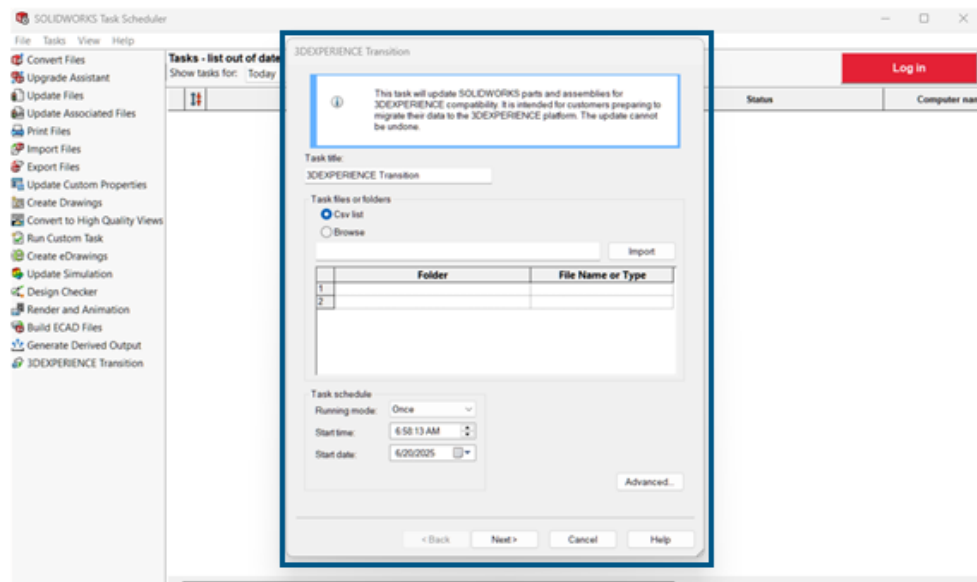 SOLIDWORKS Task Scheduler
File Tasks View Help
Convert Files
Upgrade Assistant
Update Files
Update Associated Files
Print Files
Import Files
Export Files
Update Custom Properties
Create Drawings
Convert to High Quality Views
Run Custom Task
Create eDrawings
Update Simulation
Design Checker
Render and Animation
Build ECAD Files
Generate Derived Output
3DEXPERIENCE Transition
Tasks - list out of date
Show tasks for: Today
Log in
Status
Computer nam
3DEXPERIENCE Transition
This task will update SOLIDWORKS parts and assemblies for
3DEXPERIENCE compatibility. It is intended for customers preparing to
migrate their data to the 3DEXPERIENCE platform. The update cannot
be undone.
Task title:
3DEXPERIENCE Transition
Task files or folders
Csv list
Browse
Import
Folder File Name or Type
1
2
Task schedule
Running mode: Once
Start time: 6:58:13 AM
Start date: 6/20/2025
Advanced...
< Back Next > Cancel Help